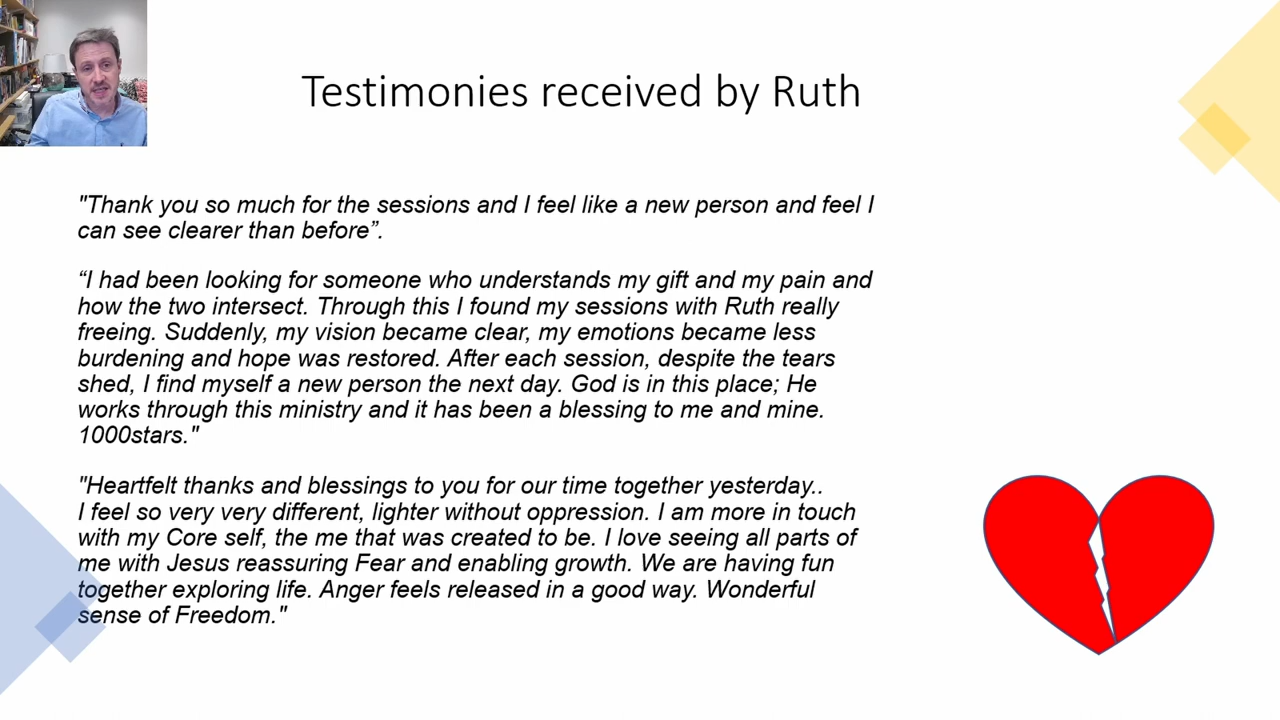 Testimonies received by Ruth
"Thank you so much for the sessions and I feel like a new person and feel I
can see clearer than before”.
“I had been looking for someone who understands my gift and my pain and
how the two intersect. Through this I found my sessions with Ruth really
freeing. Suddenly, my vision became clear, my emotions became less
burdening and hope was restored. After each session, despite the tears
shed, I find myself a new person the next day. God is in this place; He
works through this ministry and it has been a blessing to me and mine.
1000stars."
"Heartfelt thanks and blessings to you for our time together yesterday..
I feel so very very different, lighter without oppression. I am more in touch
with my Core self, the me that was created to be. I love seeing all parts of
me with Jesus reassuring Fear and enabling growth. We are having fun
together exploring life. Anger feels released in a good way. Wonderful
sense of Freedom."